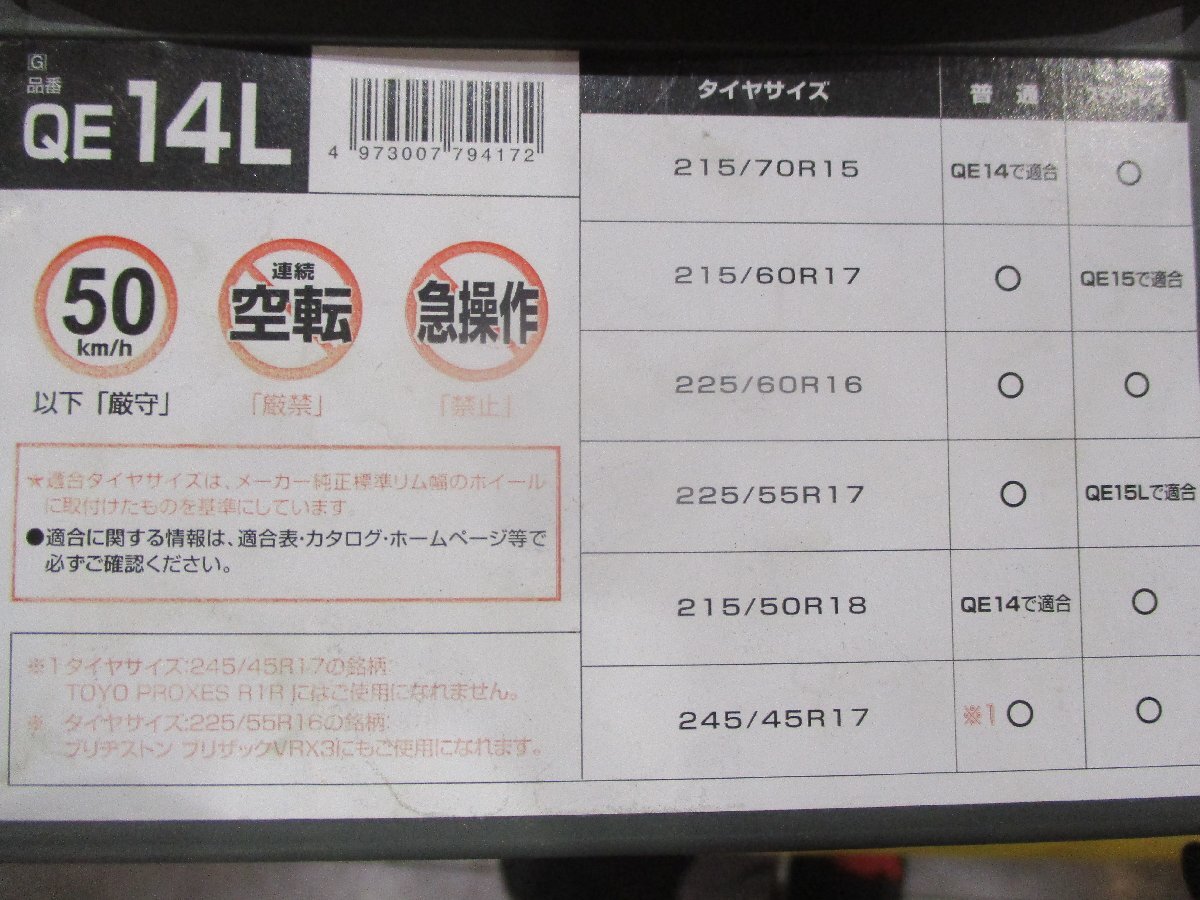 G
品番
QE 14L
4 973007 794172
50
km/h
以下「厳守」
連続
空転
「厳禁」
急操作
「禁止」
★適合タイヤサイズは、メーカー純正標準リム幅のホイール
に取付けたものを基準にしています
●適合に関する情報は、適合表・カタログ・ホームページ等で
必ずご確認ください。
※1 タイヤサイズ:245/45R17の銘柄:
TOYO PROXES R1R にはご使用になれません。
※ タイヤサイズ:225/55R16の銘柄:
ブリヂストン ブリザックVRX3にもご使用になれます。
タイヤサイズ 普通
215/70R15 QE14で適合 ○
215/60R17 ○ QE15で適合
225/60R16 ○ ○
225/55R17 ○ QE15Lで適合
215/50R18 QE14で適合 ○
245/45R17 ※1 ○ ○